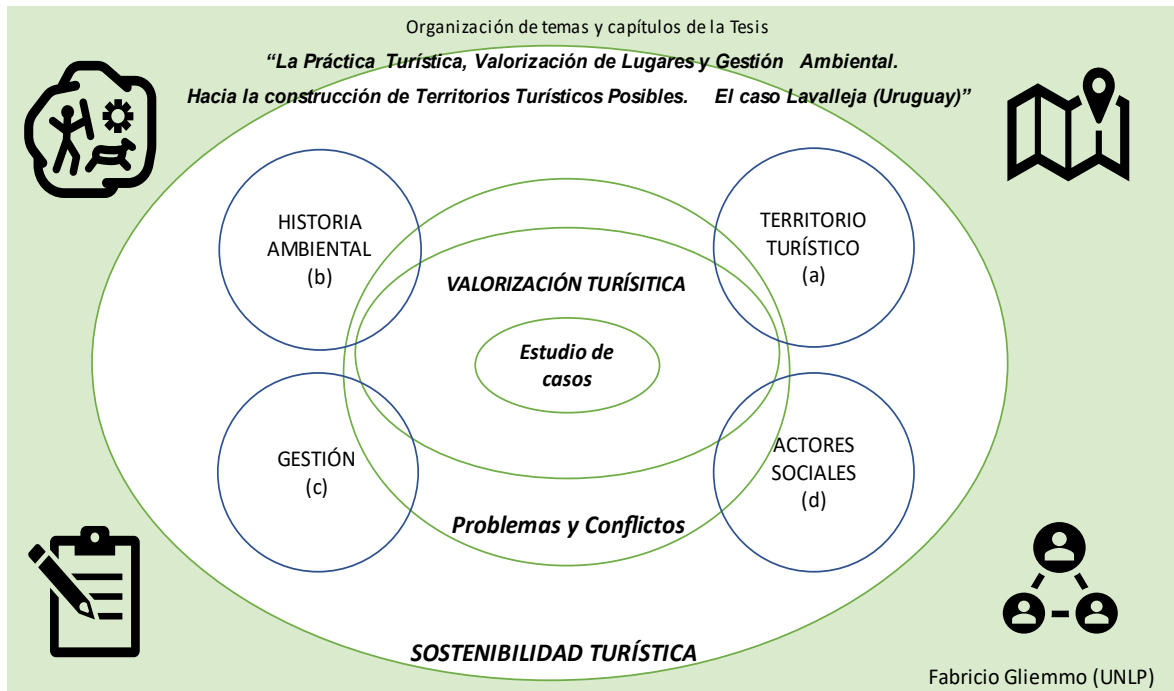 Organización de temas y capítulos de la Tesis
“La Práctica Turística, Valorización de Lugares y Gestión Ambiental.
Hacia la construcción de Territorios Turísticos Posibles. El caso Lavalleja (Uruguay)”
HISTORIA
AMBIENTAL
(b)
TERRITORIO
TURÍSTICO
(a)
VALORIZACIÓN TURÍSITICA
Estudio de
casos
GESTIÓN
(c)
ACTORES
SOCIALES
(d)
Problemas y Conflictos
SOSTENIBILIDAD TURÍSTICA
Fabricio Gliemmo (UNLP)